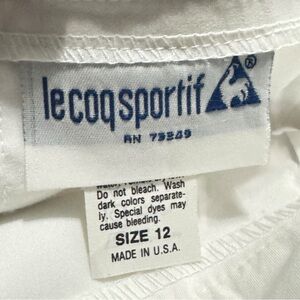 lecoqsportif ®
RN 73249
Do not bleach. Wash
dark colors separate-
ly. Special dyes may
cause bleeding.
SIZE 12
MADE IN U.S.A.